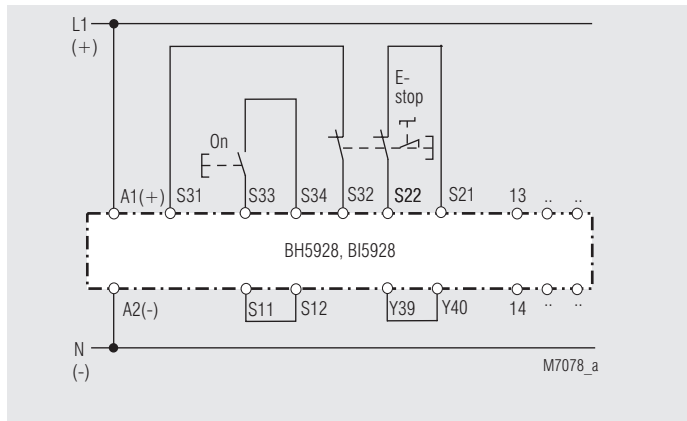 L1
(+)
E-
stop
On
A1(+) S31 S33 S34 S32 S22 S21 13 .. ..
BH5928, BI5928
A2(-) S11 S12 Y39 Y40 14 .. ..
N
(-)
M7078_a